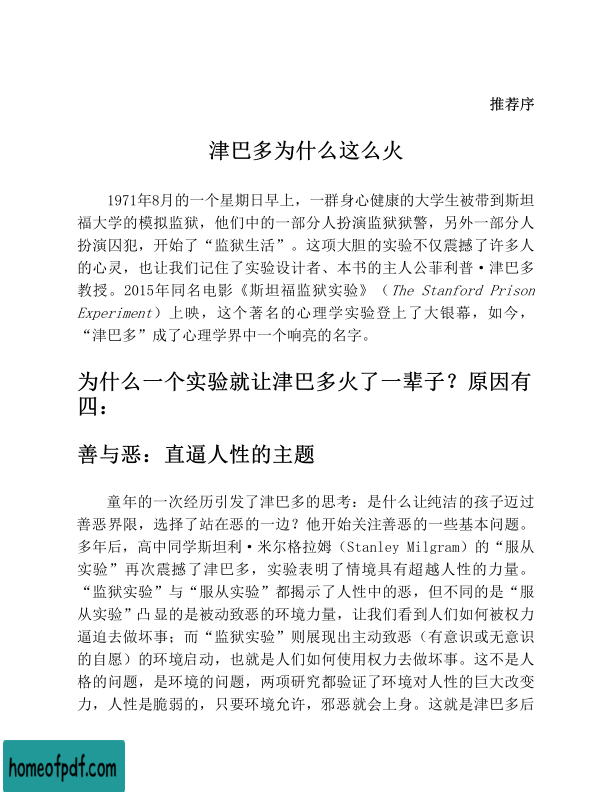 推荐序
津巴多为什么这么火
1971年8月的一个星期日早上，一群身心健康的大学生被带到斯坦
福大学的模拟监狱，他们中的一部分人扮演监狱狱警，另外一部分人
扮演囚犯，开始了“监狱生活”。这项大胆的实验不仅震撼了许多人
的心灵，也让我们记住了实验设计者、本书的主人公菲利普·津巴多
教授。2015年同名电影《斯坦福监狱实验》（The Stanford Prison
Experiment）上映，这个著名的心理学实验登上了大银幕，如今，
“津巴多”成了心理学界中一个响亮的名字。
为什么一个实验就让津巴多火了一辈子？原因有
四：
善与恶：直逼人性的主题
童年的一次经历引发了津巴多的思考：是什么让纯洁的孩子迈过
善恶界限，选择了站在恶的一边？他开始关注善恶的一些基本问题。
多年后，高中同学斯坦利·米尔格拉姆（Stanley Milgram）的“服从
实验”再次震撼了津巴多，实验表明了情境具有超越人性的力量。
“监狱实验”与“服从实验”都揭示了人性中的恶，但不同的是“服
从实验”凸显的是被动致恶的环境力量，让我们看到人们如何被权力
逼迫去做坏事；而“监狱实验”则展现出主动致恶（有意识或无意识
的自愿）的环境启动，也就是人们如何使用权力去做坏事。这不是人
格的问题，是环境的问题，两项研究都验证了环境对人性的巨大改变
力，人性是脆弱的，只要环境允许，邪恶就会上身。这就是津巴多后
homeofpdf.com